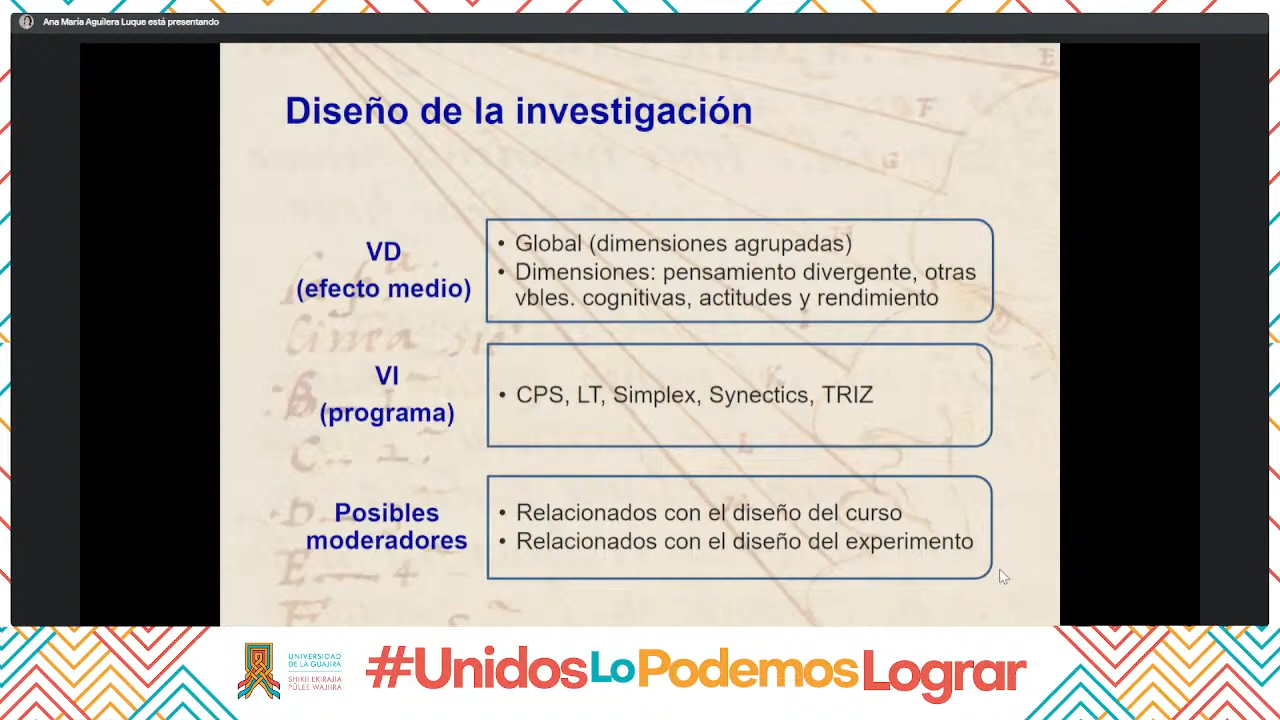 Ana María Aguilera Luque está presentando
Diseño de la investigación
VD
(efecto medio)
• Global (dimensiones agrupadas)
• Dimensiones: pensamiento divergente, otras
vbles. cognitivas, actitudes y rendimiento
VI
(programa)
• CPS, LT, Simplex, Synectics, TRIZ
Posibles
moderadores
• Relacionados con el diseño del curso
• Relacionados con el diseño del experimento
E
F
G
K
L
linea
C
E
4
UNIVERSIDAD
DE LA GUAJIRA
SHIKII EKIRAJIA
PÜLEE WAJIIRA
#UnidosLoPodemosLograr